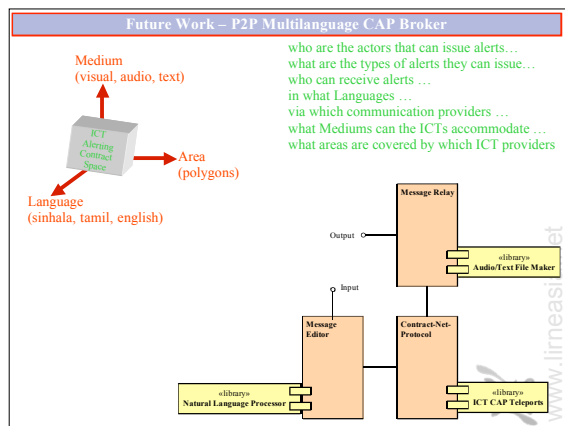 Future Work – P2P Multilanguage CAP Broker
who are the actors that can issue alerts…
what are the types of alerts they can issue…
who can receive alerts …
in what Languages …
via which communication providers …
what Mediums can the ICTs accommodate …
what areas are covered by which ICT providers
Medium
(visual, audio, text)
ICT
Alerting
Contract
Space
Area
(polygons)
Language
(sinhala, tamil, english)
Message Relay
Output
«library»
Audio/Text File Maker
Input
Message
Editor
Contract-Net-
Protocol
«library»
Natural Language Processor
«library»
ICT CAP Teleports
www.lirneasia.net